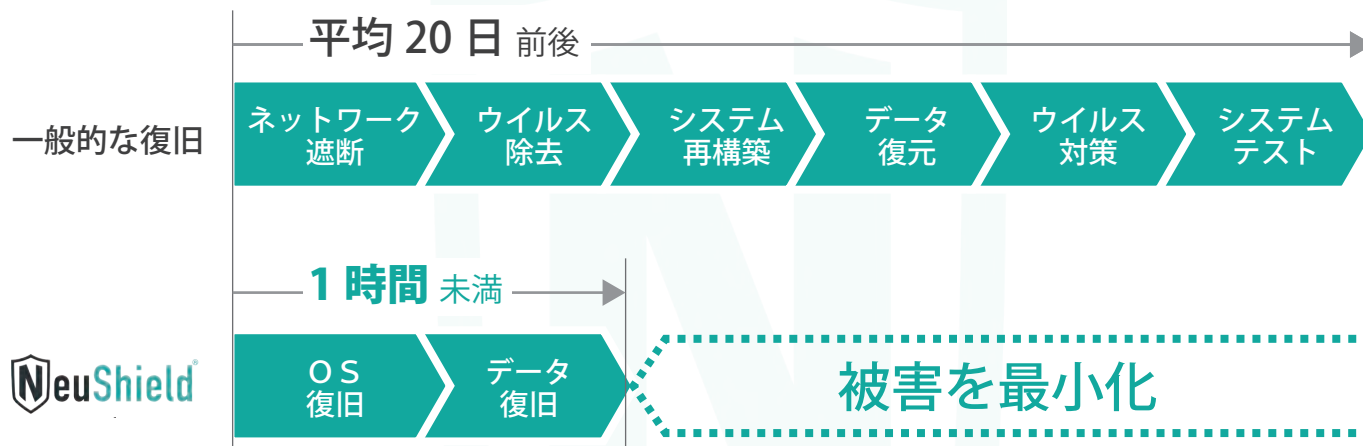 平均 20 日 前後
一般的な復旧
ネットワーク
遮断
ウイルス
除去
システム
再構築
データ
復元
ウイルス
対策
システム
テスト
1 時間 未満
NeuShield®
OS
復旧
データ
復旧
被害を最小化